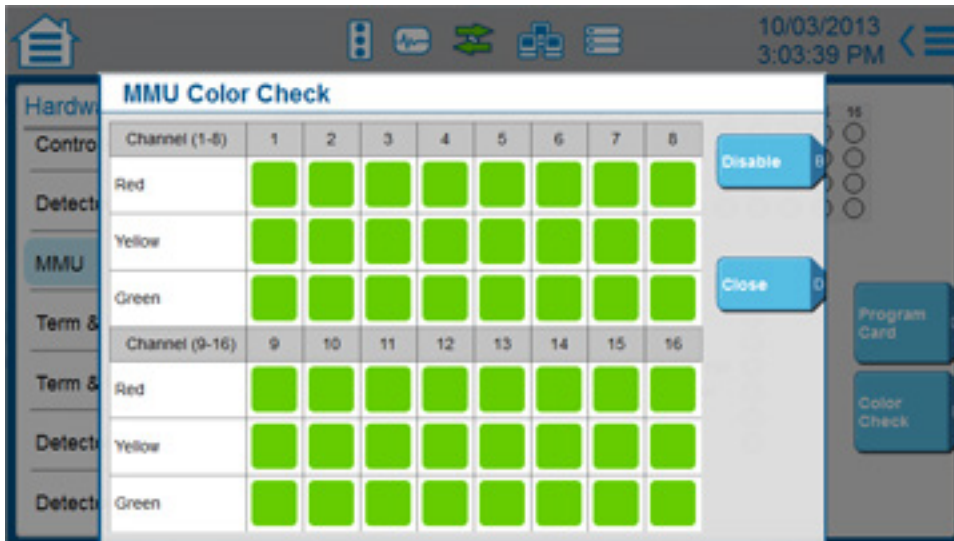 10/03/2013
3:03:39 PM
MMU Color Check
Hardw
Contro
Detect
MMU
Term &
Term &
Detect
Detect
Channel (1-8) 1 2 3 4 5 6 7 8
Red
Yellow
Green
Channel (9-16) 9 10 11 12 13 14 15 16
Red
Yellow
Green
Disable B
Close D
16
Program
Card
Color
Check